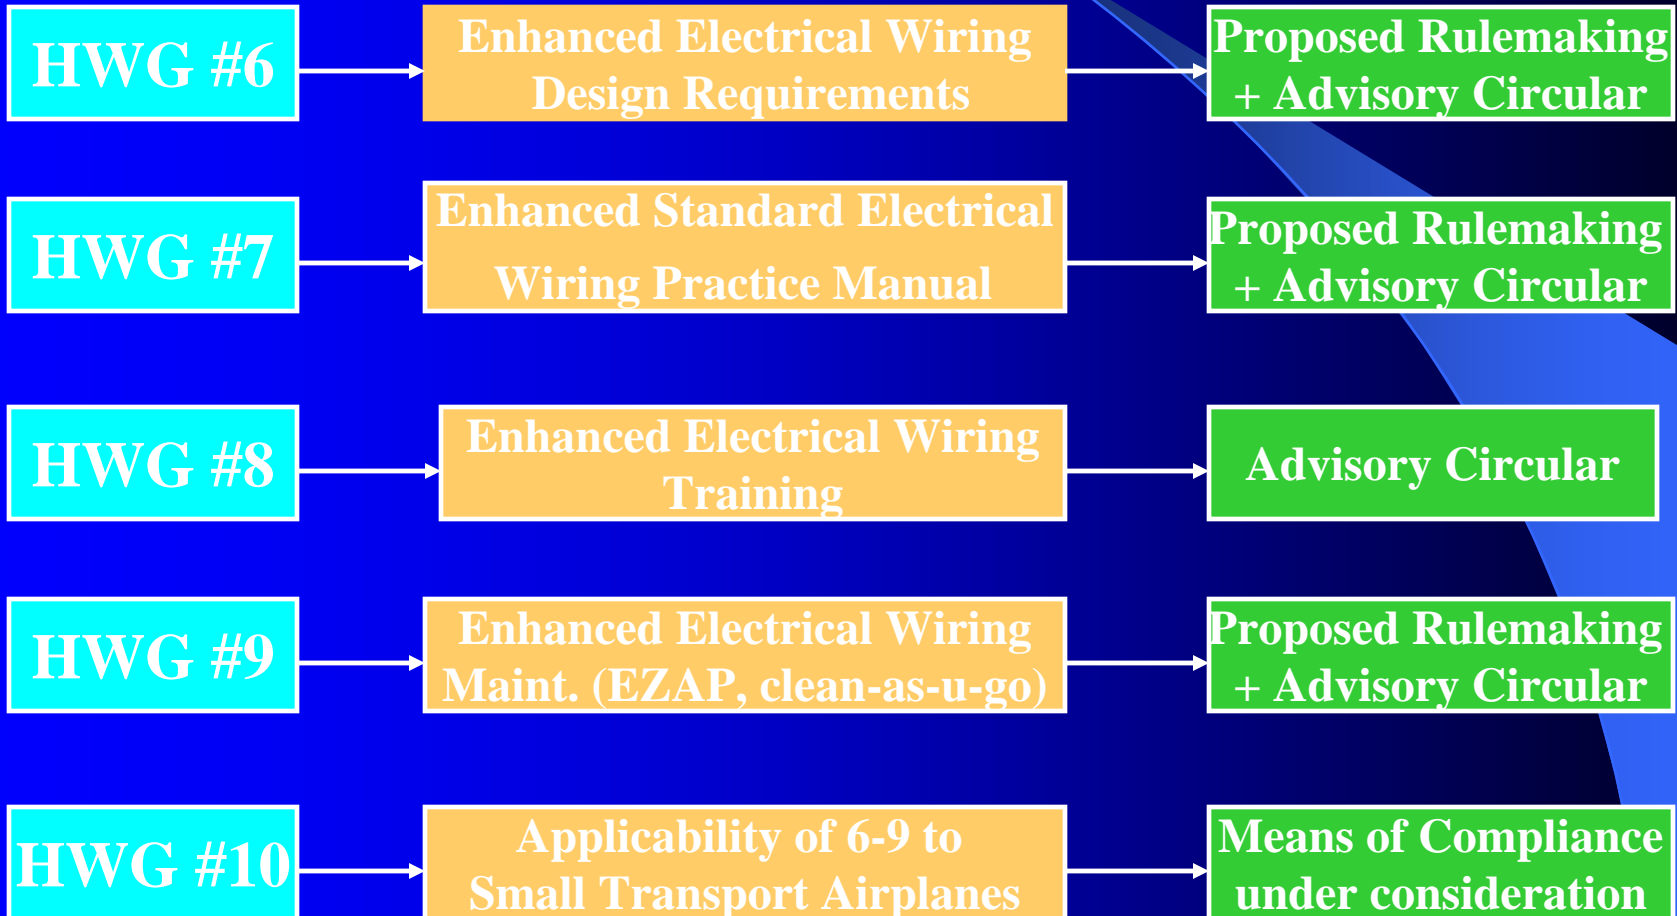 HWG #6
Enhanced Electrical Wiring
Design Requirements
Proposed Rulemaking
+ Advisory Circular
HWG #7
Enhanced Standard Electrical
Wiring Practice Manual
Proposed Rulemaking
+ Advisory Circular
HWG #8
Enhanced Electrical Wiring
Training
Advisory Circular
HWG #9
Enhanced Electrical Wiring
Maint. (EZAP, clean-as-u-go)
Proposed Rulemaking
+ Advisory Circular
HWG #10
Applicability of 6-9 to
Small Transport Airplanes
Means of Compliance
under consideration